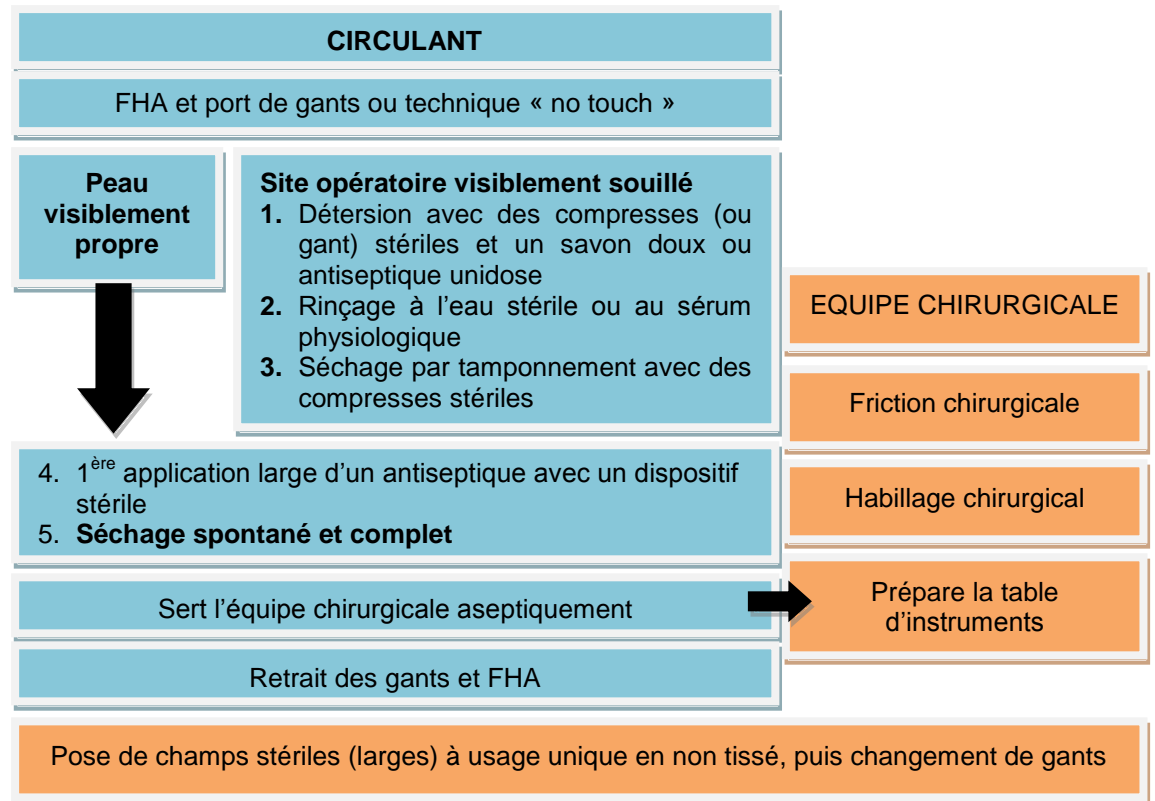 CIRCULANT
FHA et port de gants ou technique « no touch »
Peau
visiblement
propre
Site opératoire visiblement souillé
1. Détersion avec des compresses (ou
gant) stériles et un savon doux ou
antiseptique unidose
2. Rinçage à l’eau stérile ou au sérum
physiologique
3. Séchage par tamponnement avec des
compresses stériles
4. 1ère application large d’un antiseptique avec un dispositif
stérile
5. Séchage spontané et complet
Sert l’équipe chirurgicale aseptiquement
Retrait des gants et FHA
EQUIPE CHIRURGICALE
Friction chirurgicale
Habillage chirurgical
Prépare la table
d’instruments
Pose de champs stériles (larges) à usage unique en non tissé, puis changement de gants